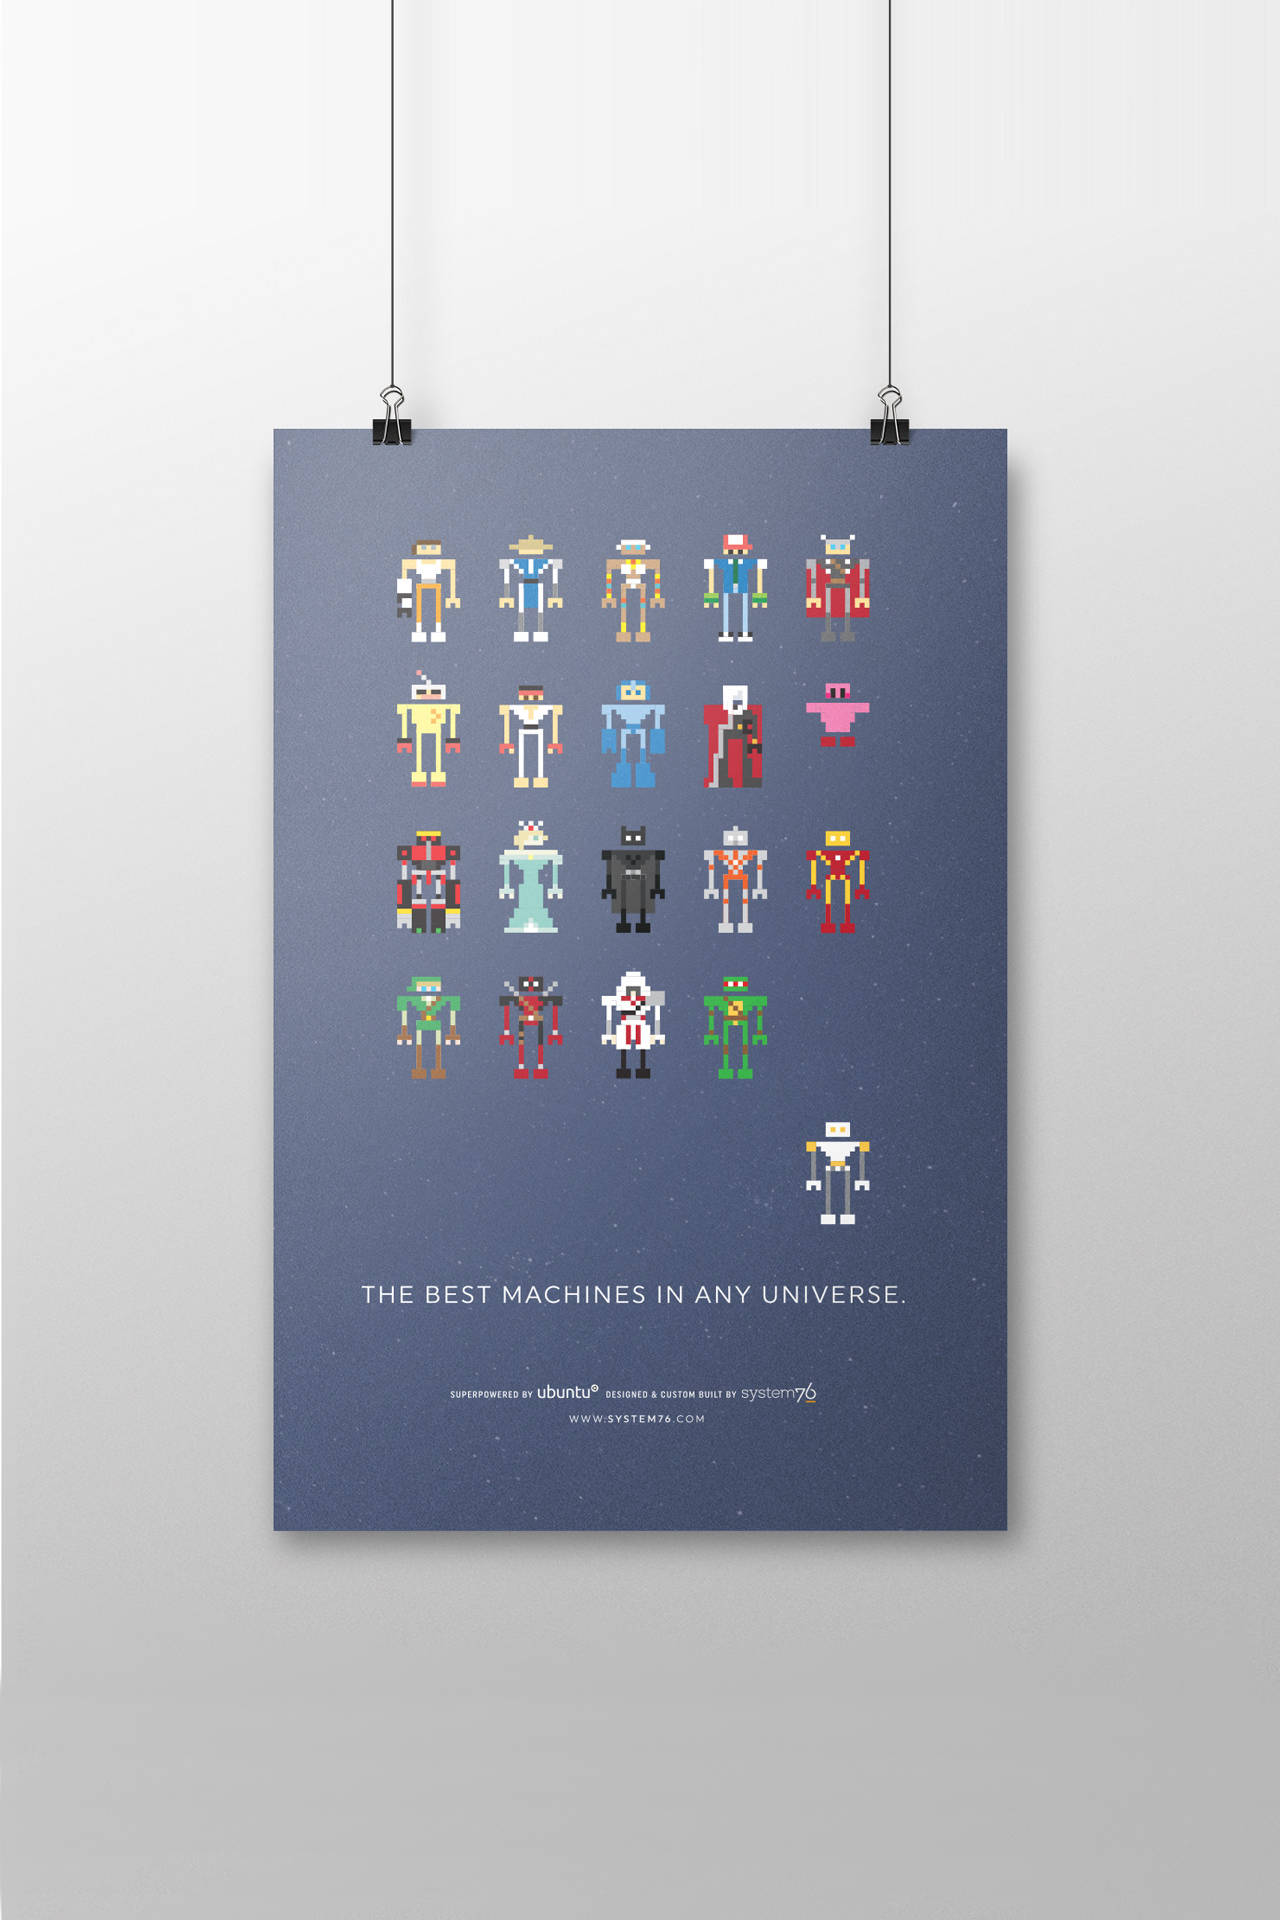 THE BEST MACHINES IN ANY UNIVERSE.
SUPERPOWERED BY ubuntu DESIGNED & CUSTOM BUILT BY system76
WWW.SYSTEM76.COM